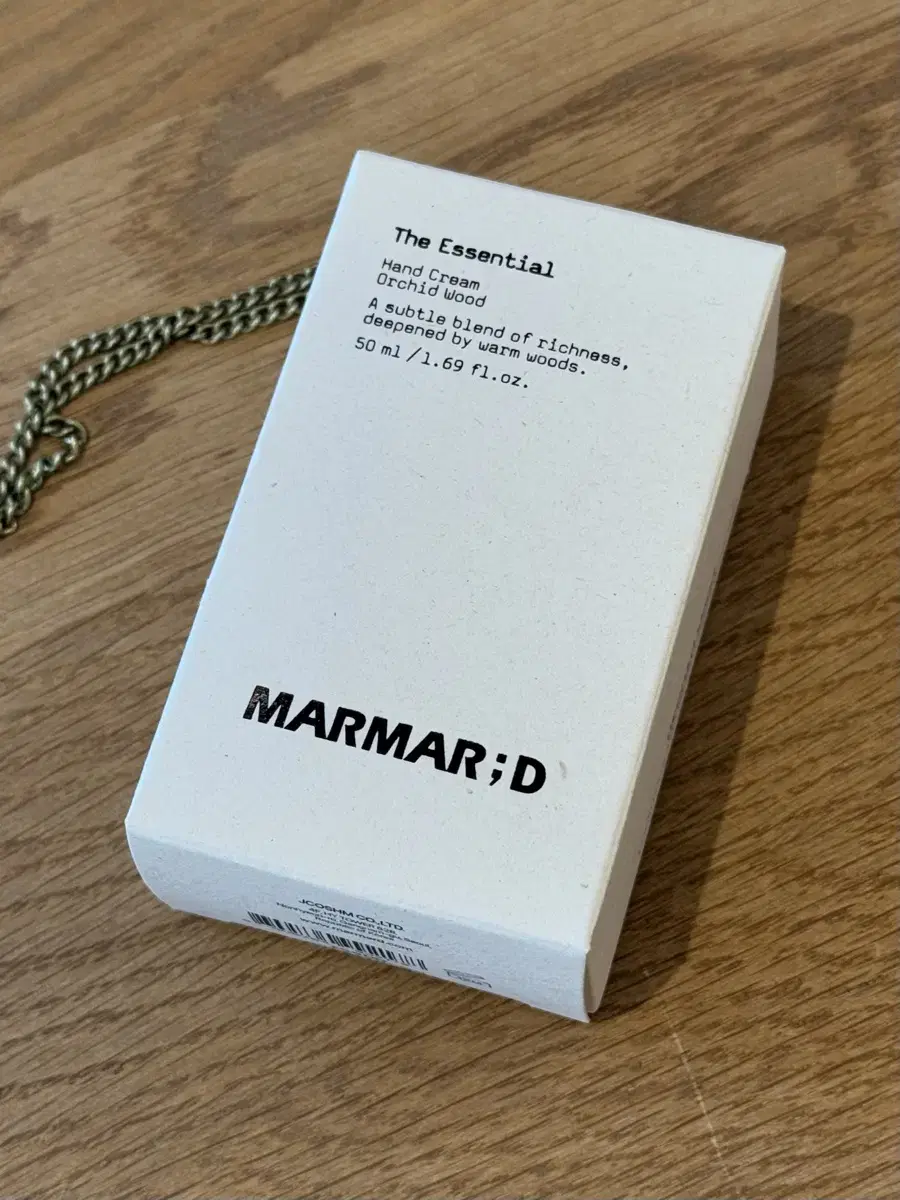 The Essential
Hand Cream
Orchid Wood
A subtle blend of richness,
deepened by warm woods.
50 ml / 1.69 fl.oz.
MARMAR;D
JCOSHM CO.,LTD.